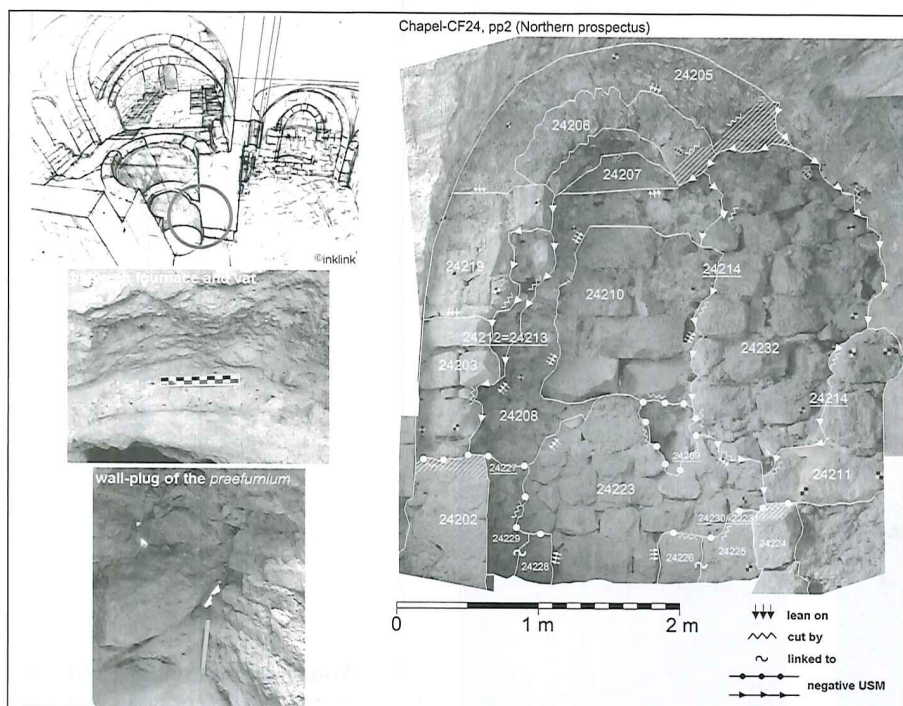 Chapel-CF24, pp2 (Northern prospectus)
©inklink
fournace and vat
wall-plug of the praefurnium
24205
24206
24207
24219
24210
24214
24212=24213
24203
24232
24214
24208
24209
24211
24227
24223
24202
24229
24228
24226
24225
24224
0 1 m 2 m
lean on
cut by
linked to
negative USM